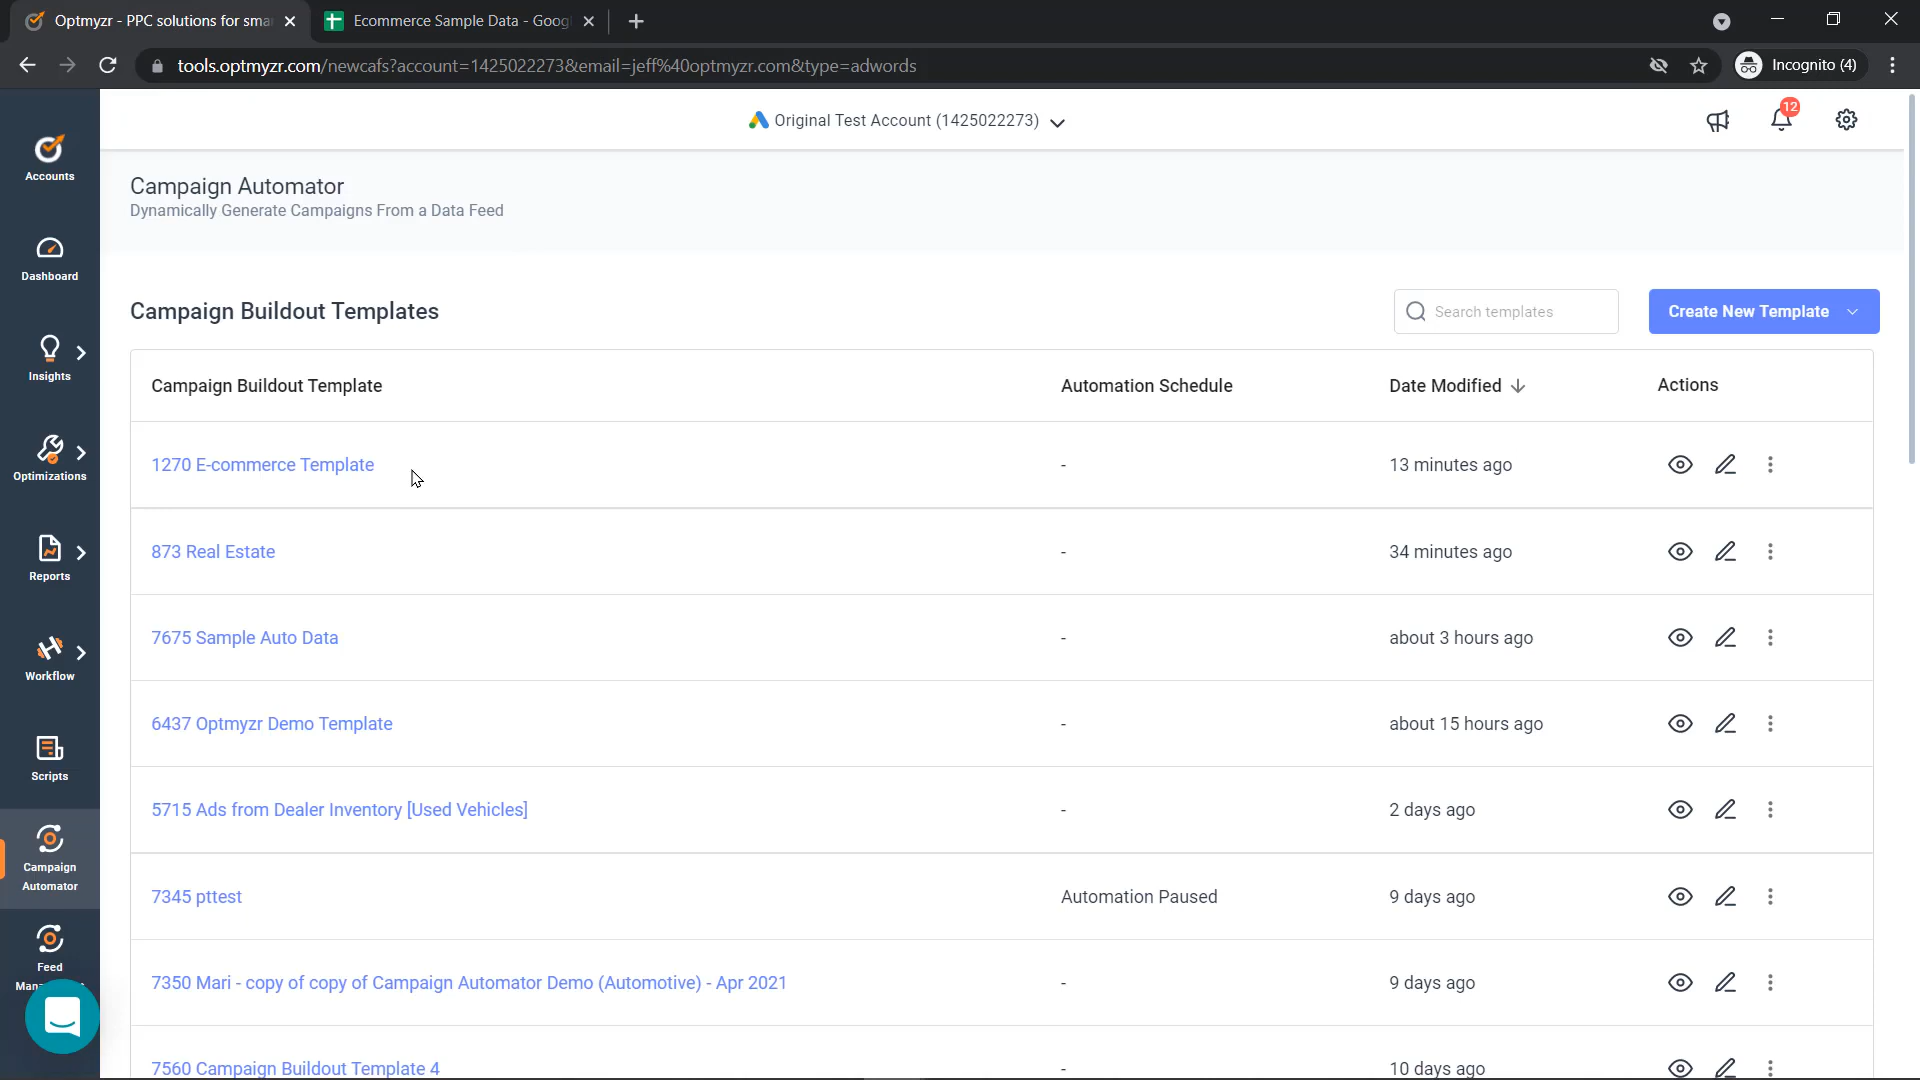 Optmyzr - PPC solutions for sma
Ecommerce Sample Data - Goog
tools.optmyzr.com/newcafs?account=1425022273&email=jeff%40optmyzr.com&type=adwords
Incognito (4)
Original Test Account (1425022273)
12
Accounts
Dashboard
Insights
Optimizations
Reports
Workflow
Scripts
Campaign
Automator
Feed
Campaign Automator
Dynamically Generate Campaigns From a Data Feed
Campaign Buildout Templates
Search templates
Create New Template
Campaign Buildout Template Automation Schedule Date Modified Actions
1270 E-commerce Template - 13 minutes ago
873 Real Estate - 34 minutes ago
7675 Sample Auto Data - about 3 hours ago
6437 Optmyzr Demo Template - about 15 hours ago
5715 Ads from Dealer Inventory [Used Vehicles] - 2 days ago
7345 pttest Automation Paused 9 days ago
7350 Mari - copy of copy of Campaign Automator Demo (Automotive) - Apr 2021 - 9 days ago
7560 Campaign Buildout Template 4 - 10 days ago